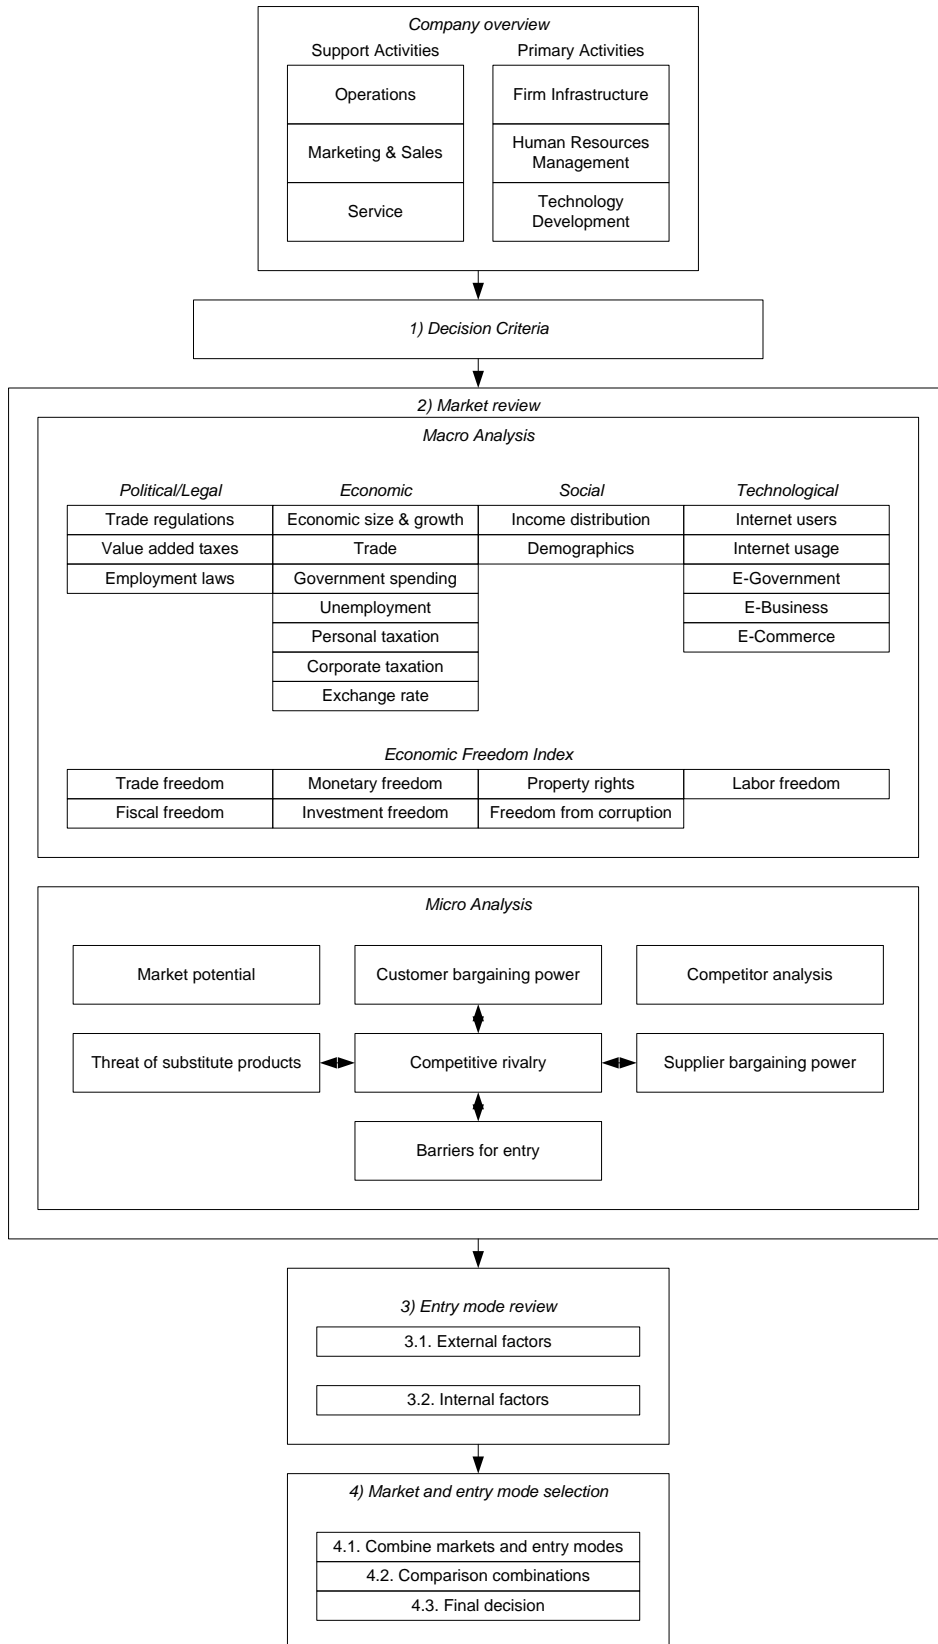 Company overview
Support Activities
Primary Activities
Operations
Firm Infrastructure
Marketing & Sales
Human Resources
Management
Service
Technology
Development
1) Decision Criteria
2) Market review
Macro Analysis
Political/Legal
Economic
Social
Technological
Trade regulations
Economic size & growth
Income distribution
Internet users
Value added taxes
Trade
Demographics
Internet usage
Employment laws
Government spending
E-Government
Unemployment
E-Business
Personal taxation
E-Commerce
Corporate taxation
Exchange rate
Economic Freedom Index
Trade freedom
Monetary freedom
Property rights
Labor freedom
Fiscal freedom
Investment freedom
Freedom from corruption
Micro Analysis
Market potential
Customer bargaining power
Competitor analysis
Threat of substitute products
Competitive rivalry
Supplier bargaining power
Barriers for entry
3) Entry mode review
3.1. External factors
3.2. Internal factors
4) Market and entry mode selection
4.1. Combine markets and entry modes
4.2. Comparison combinations
4.3. Final decision